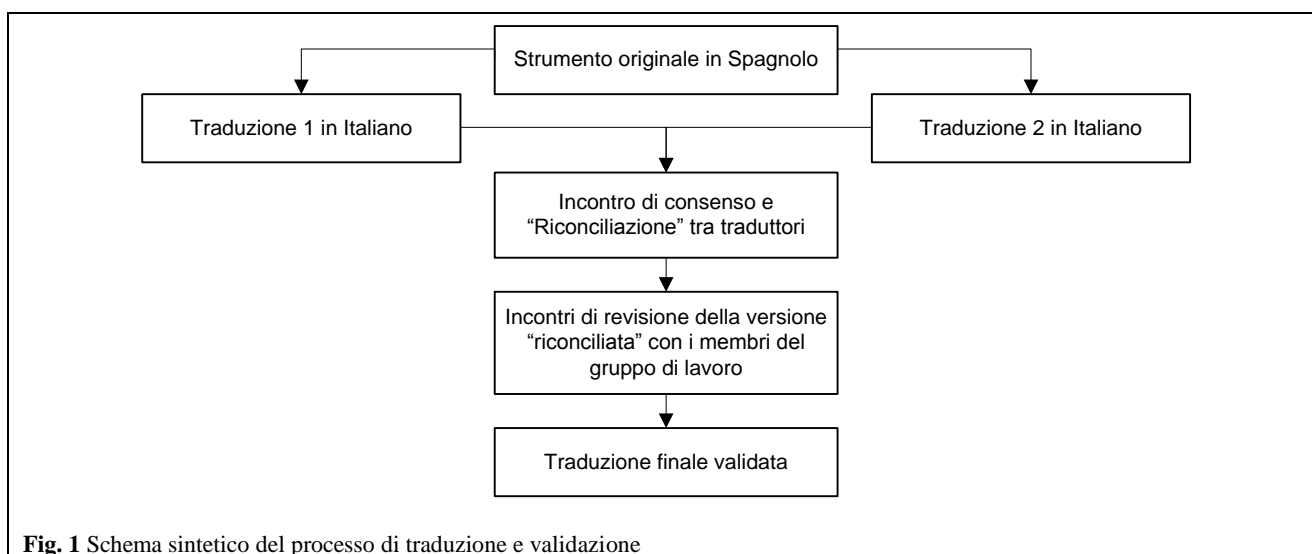 Strumento originale in Spagnolo
Traduzione 1 in Italiano
Traduzione 2 in Italiano
Incontro di consenso e
“Riconciliazione” tra traduttori
Incontri di revisione della versione
“riconciliata” con i membri del
gruppo di lavoro
Traduzione finale validata
Fig. 1 Schema sintetico del processo di traduzione e validazione